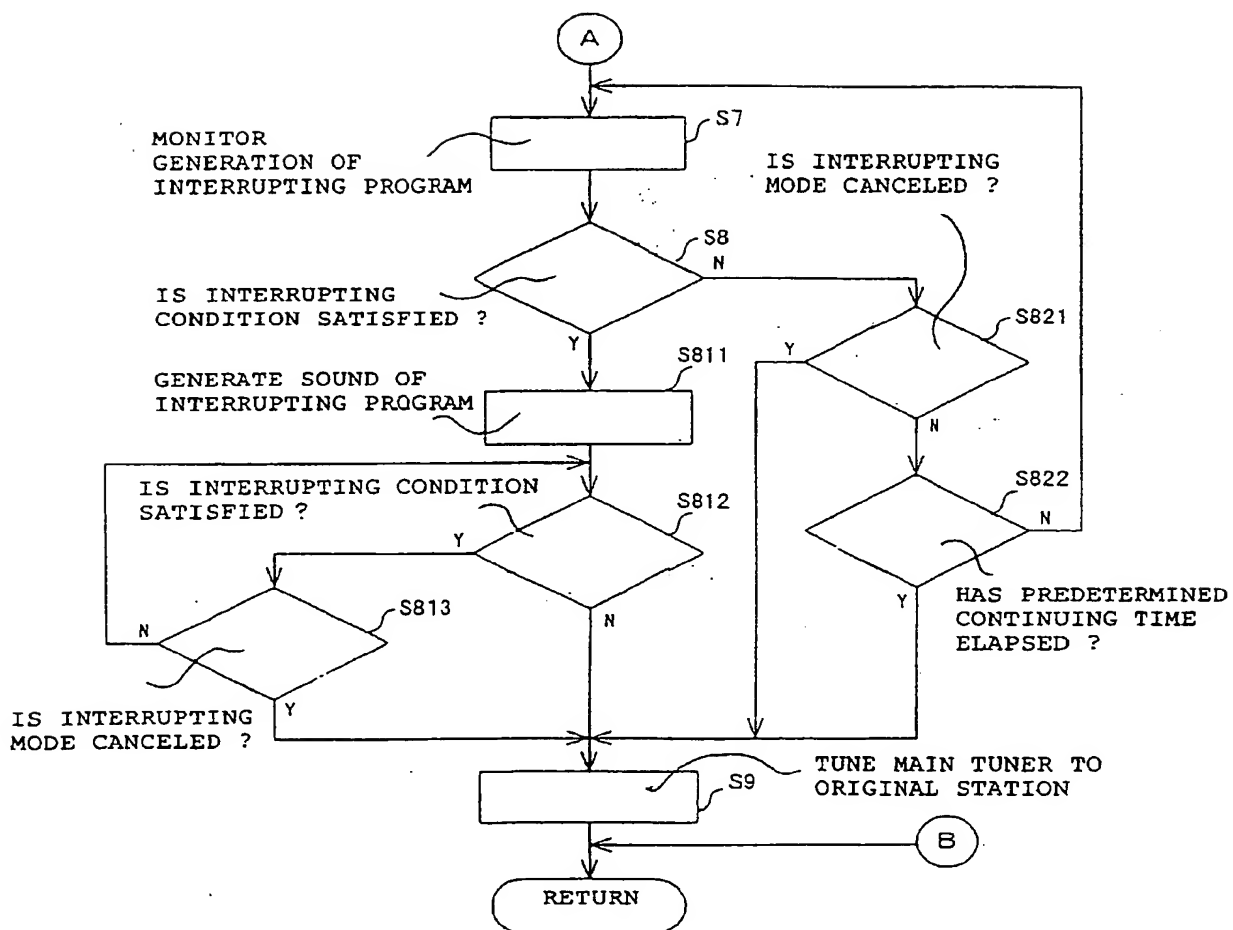 A
S7
MONITOR
GENERATION OF
INTERRUPTING PROGRAM
IS INTERRUPTING
MODE CANCELED ?
S8
N
IS INTERRUPTING
CONDITION SATISFIED ?
Y
S821
Y
N
S811
GENERATE SOUND OF
INTERRUPTING PROGRAM
IS INTERRUPTING CONDITION
SATISFIED ?
S812
Y
N
S822
N
Y
HAS PREDETERMINED
CONTINUING TIME
ELAPSED ?
S813
N
Y
IS INTERRUPTING
MODE CANCELED ?
TUNE MAIN TUNER TO
ORIGINAL STATION
S9
B
RETURN